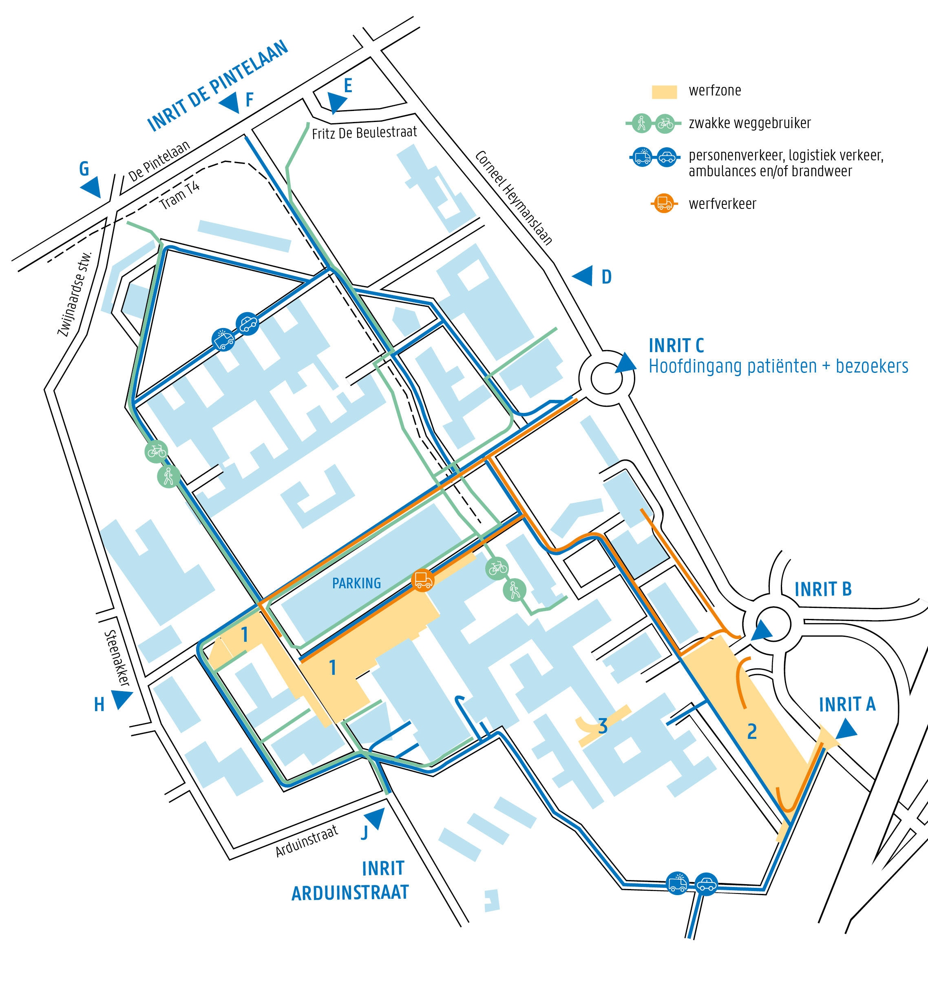 INRIT DE PINTELAAN
E
F
werfzone
zwakke weggebruiker
Fritz De Beulestraat
De Pintelaan
G
personenverkeer, logistiek verkeer,
ambulances en/of brandweer
Tram T4
Corneel Heymanslaan
werfverkeer
Zwijnaardse stw.
D
INRIT C
Hoofdingang patiënten + bezoekers
PARKING
INRIT B
1
Steenakker
1
H
INRIT A
3
2
J
Arduinstraat
INRIT
ARDUINSTRAAT